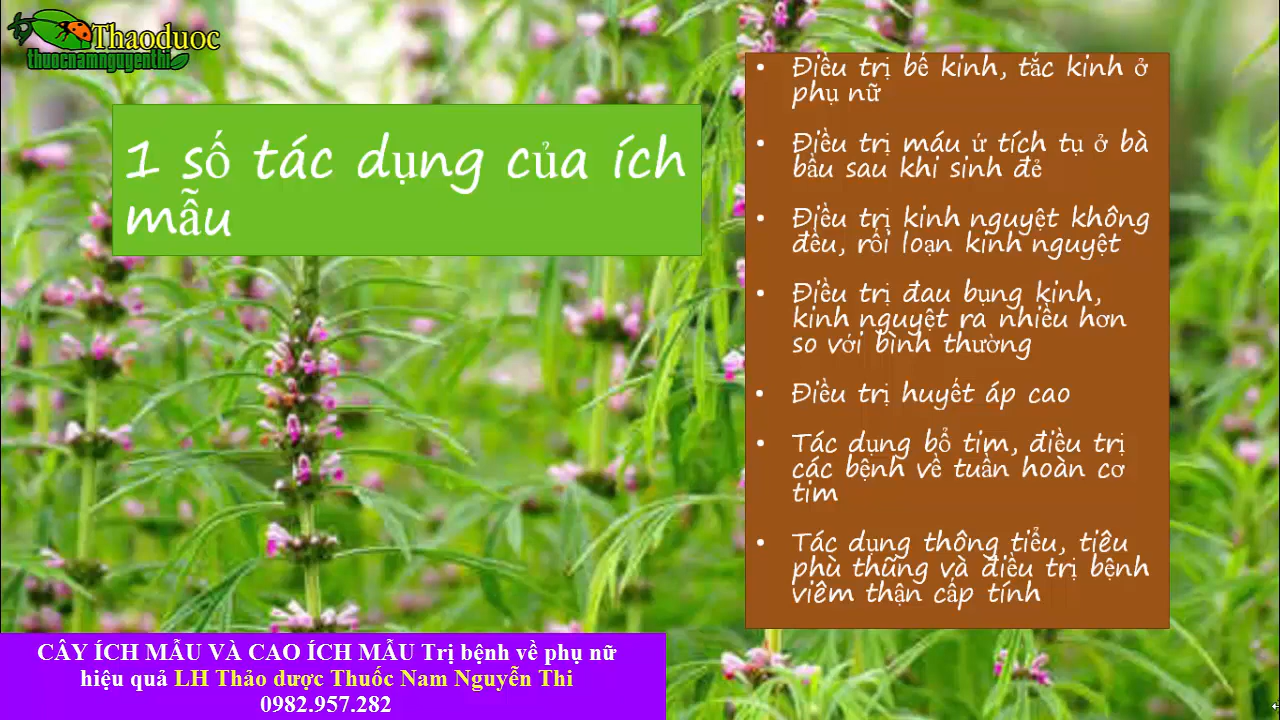 Thaoduoc
thuocnamnguyenthi
1 số tác dụng của ích
mẫu
• Điều trị bế kinh, tắc kinh ở
phụ nữ
• Điều trị máu ứ tích tụ ở bà
bầu sau khi sinh đẻ
• Điều trị kinh nguyệt không
đều, rối loạn kinh nguyệt
• Điều trị đau bụng kinh,
kinh nguyệt ra nhiều hơn
so với bình thường
• Điều trị huyết áp cao
• Tác dụng bổ tim, điều trị
các bệnh về tuần hoàn cơ
tim
• Tác dụng thông tiểu, tiêu
phù thũng và điều trị bệnh
viêm thận cấp tính
CÂY ÍCH MẪU VÀ CAO ÍCH MẪU Trị bệnh về phụ nữ
hiệu quả LH Thảo dược Thuốc Nam Nguyễn Thi
0982.957.282